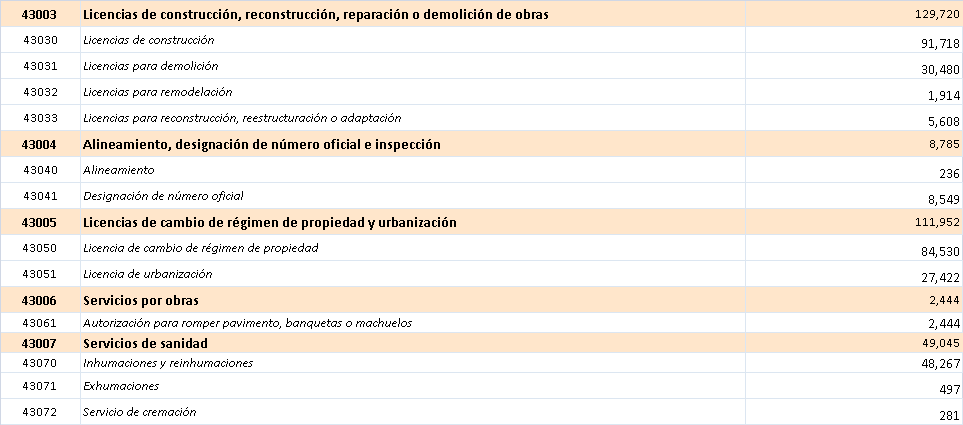 43003 Licencias de construcción, reconstrucción, reparación o demolición de obras 129,720
43030 Licencias de construcción 91,718
43031 Licencias para demolición 30,480
43032 Licencias para remodelación 1,914
43033 Licencias para reconstrucción, reestructuración o adaptación 5,608
43004 Alineamiento, designación de número oficial e inspección 8,785
43040 Alineamiento 236
43041 Designación de número oficial 8,549
43005 Licencias de cambio de régimen de propiedad y urbanización 111,952
43050 Licencia de cambio de régimen de propiedad 84,530
43051 Licencia de urbanización 27,422
43006 Servicios por obras 2,444
43061 Autorización para romper pavimento, banquetas o machuelos 2,444
43007 Servicios de sanidad 49,045
43070 Inhumaciones y reinhumaciones 48,267
43071 Exhumaciones 497
43072 Servicio de cremación 281